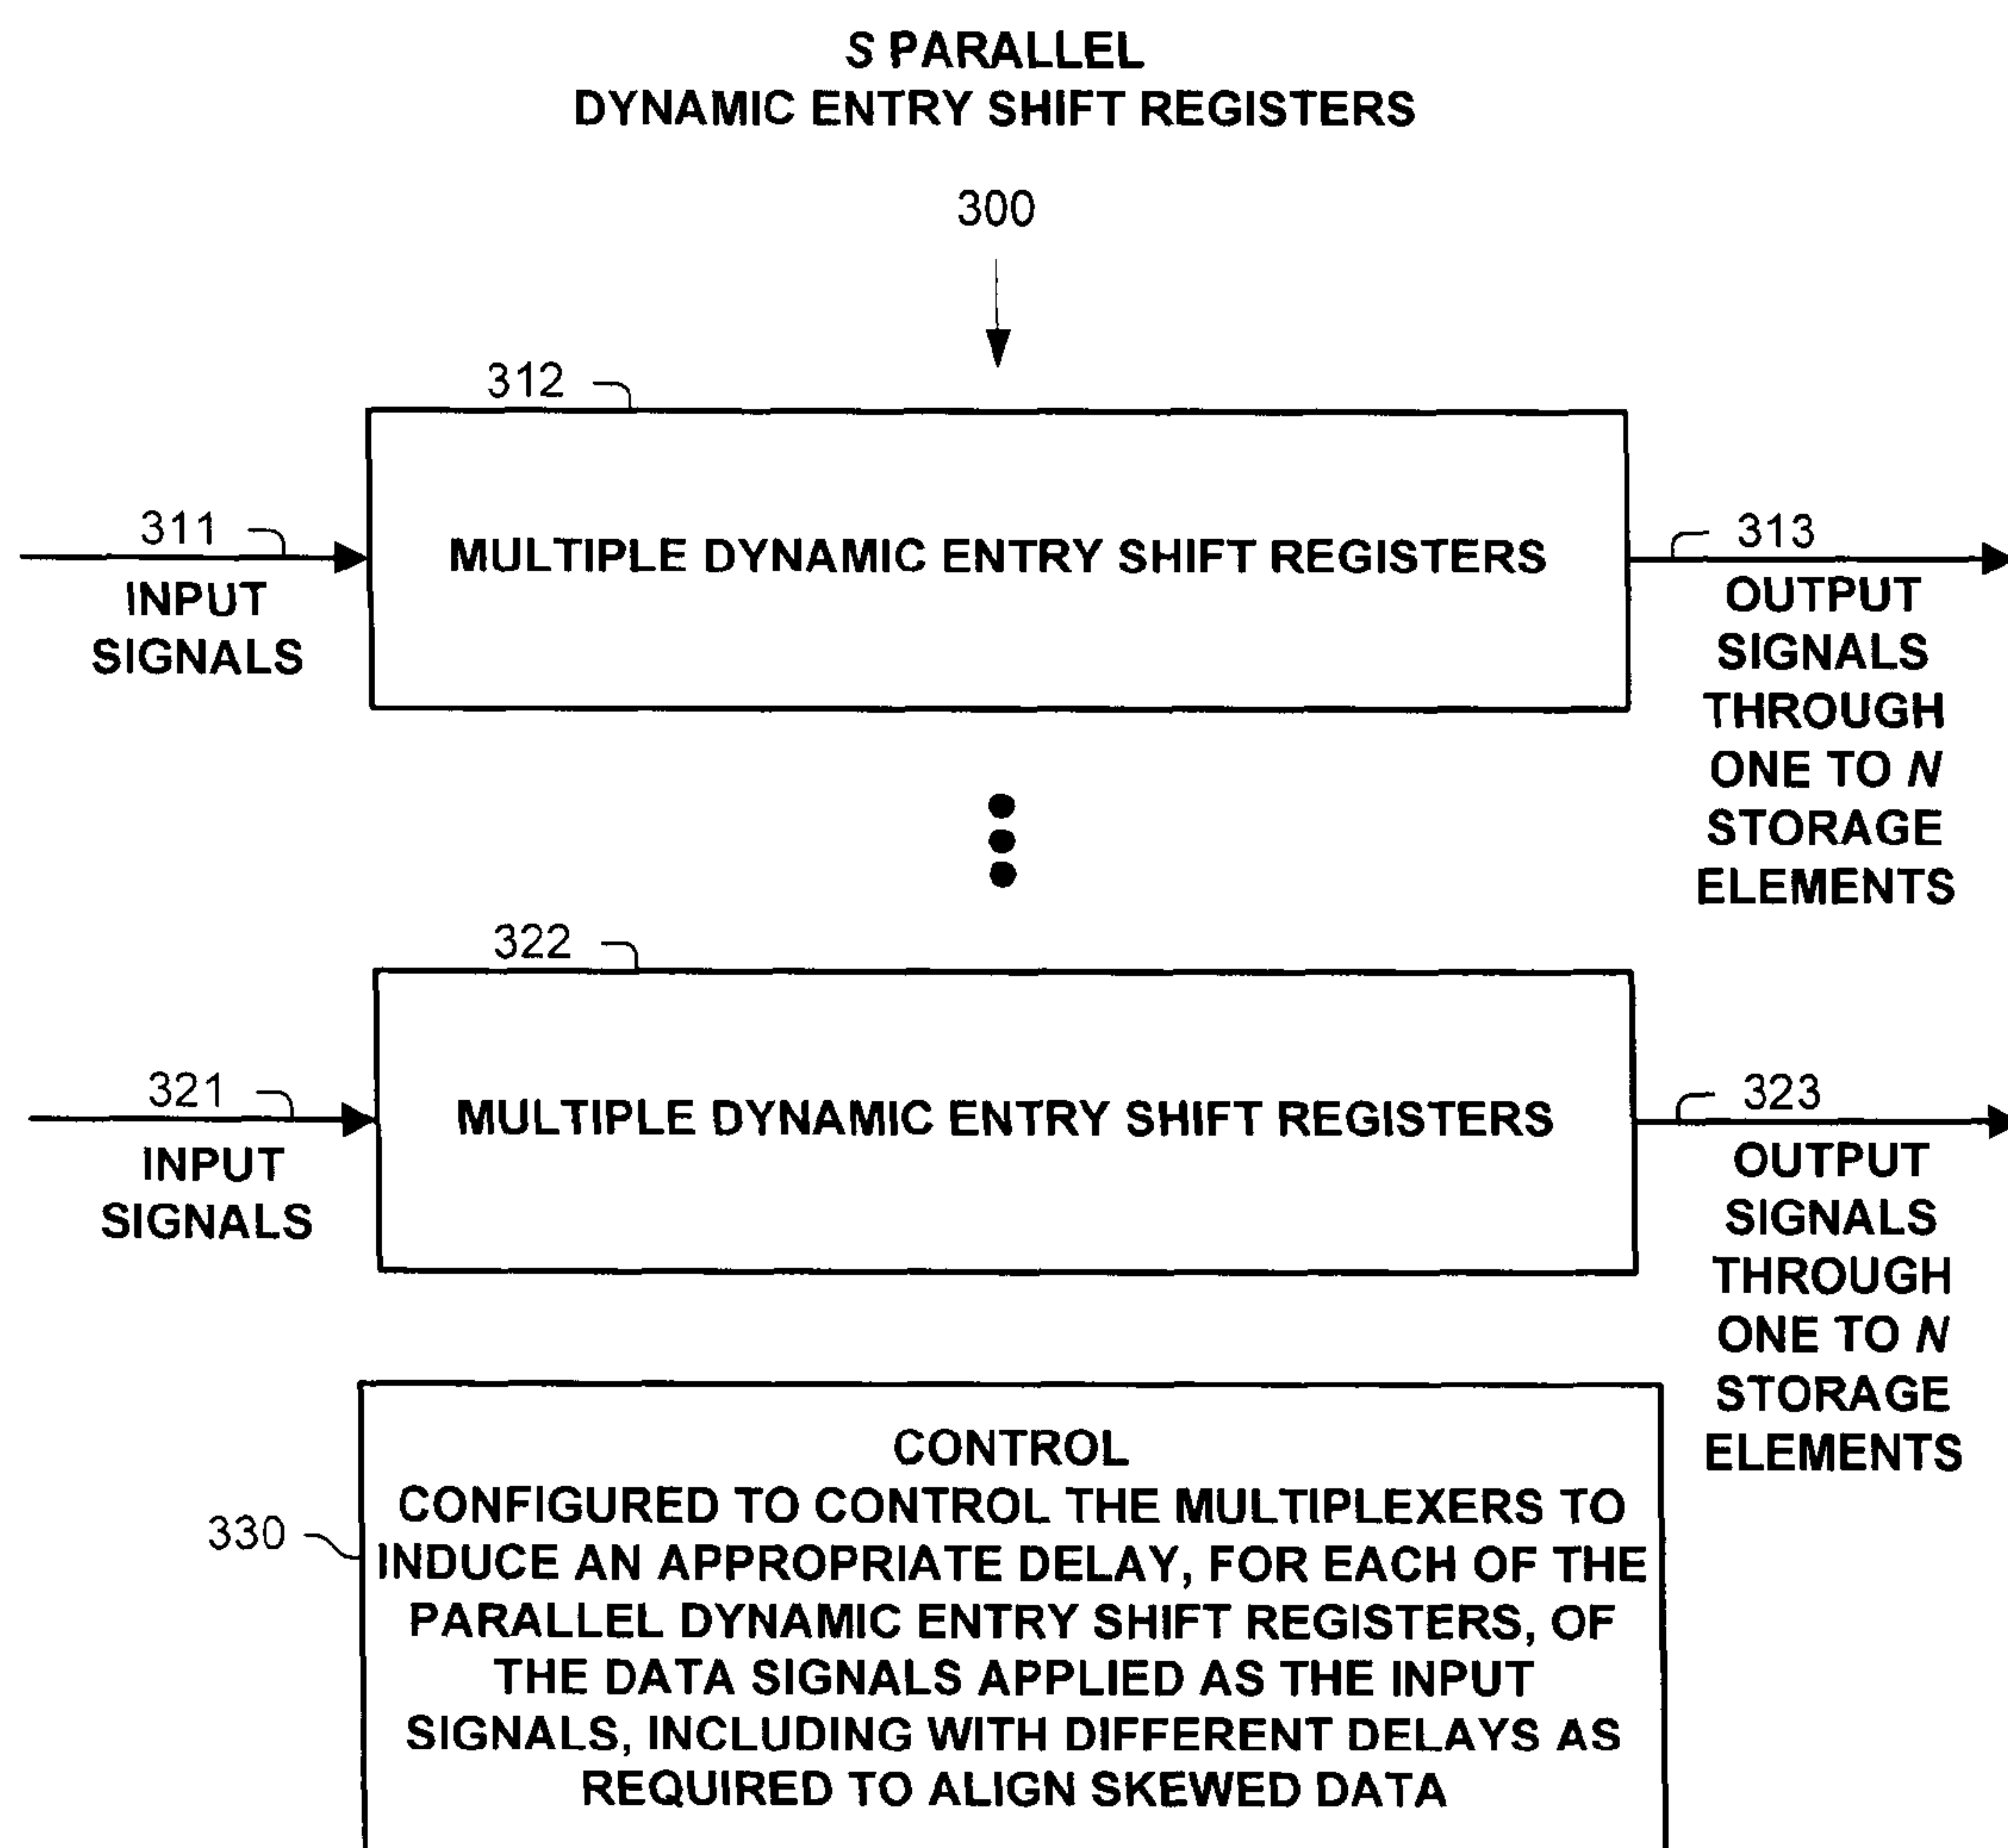 S PARALLEL
DYNAMIC ENTRY SHIFT REGISTERS
300
312
311
INPUT
SIGNALS
MULTIPLE DYNAMIC ENTRY SHIFT REGISTERS
313
OUTPUT
SIGNALS
THROUGH
ONE TO N
STORAGE
ELEMENTS
322
321
INPUT
SIGNALS
MULTIPLE DYNAMIC ENTRY SHIFT REGISTERS
323
OUTPUT
SIGNALS
THROUGH
ONE TO N
STORAGE
ELEMENTS
330
CONTROL
CONFIGURED TO CONTROL THE MULTIPLEXERS TO
INDUCE AN APPROPRIATE DELAY, FOR EACH OF THE
PARALLEL DYNAMIC ENTRY SHIFT REGISTERS, OF
THE DATA SIGNALS APPLIED AS THE INPUT
SIGNALS, INCLUDING WITH DIFFERENT DELAYS AS
REQUIRED TO ALIGN SKEWED DATA